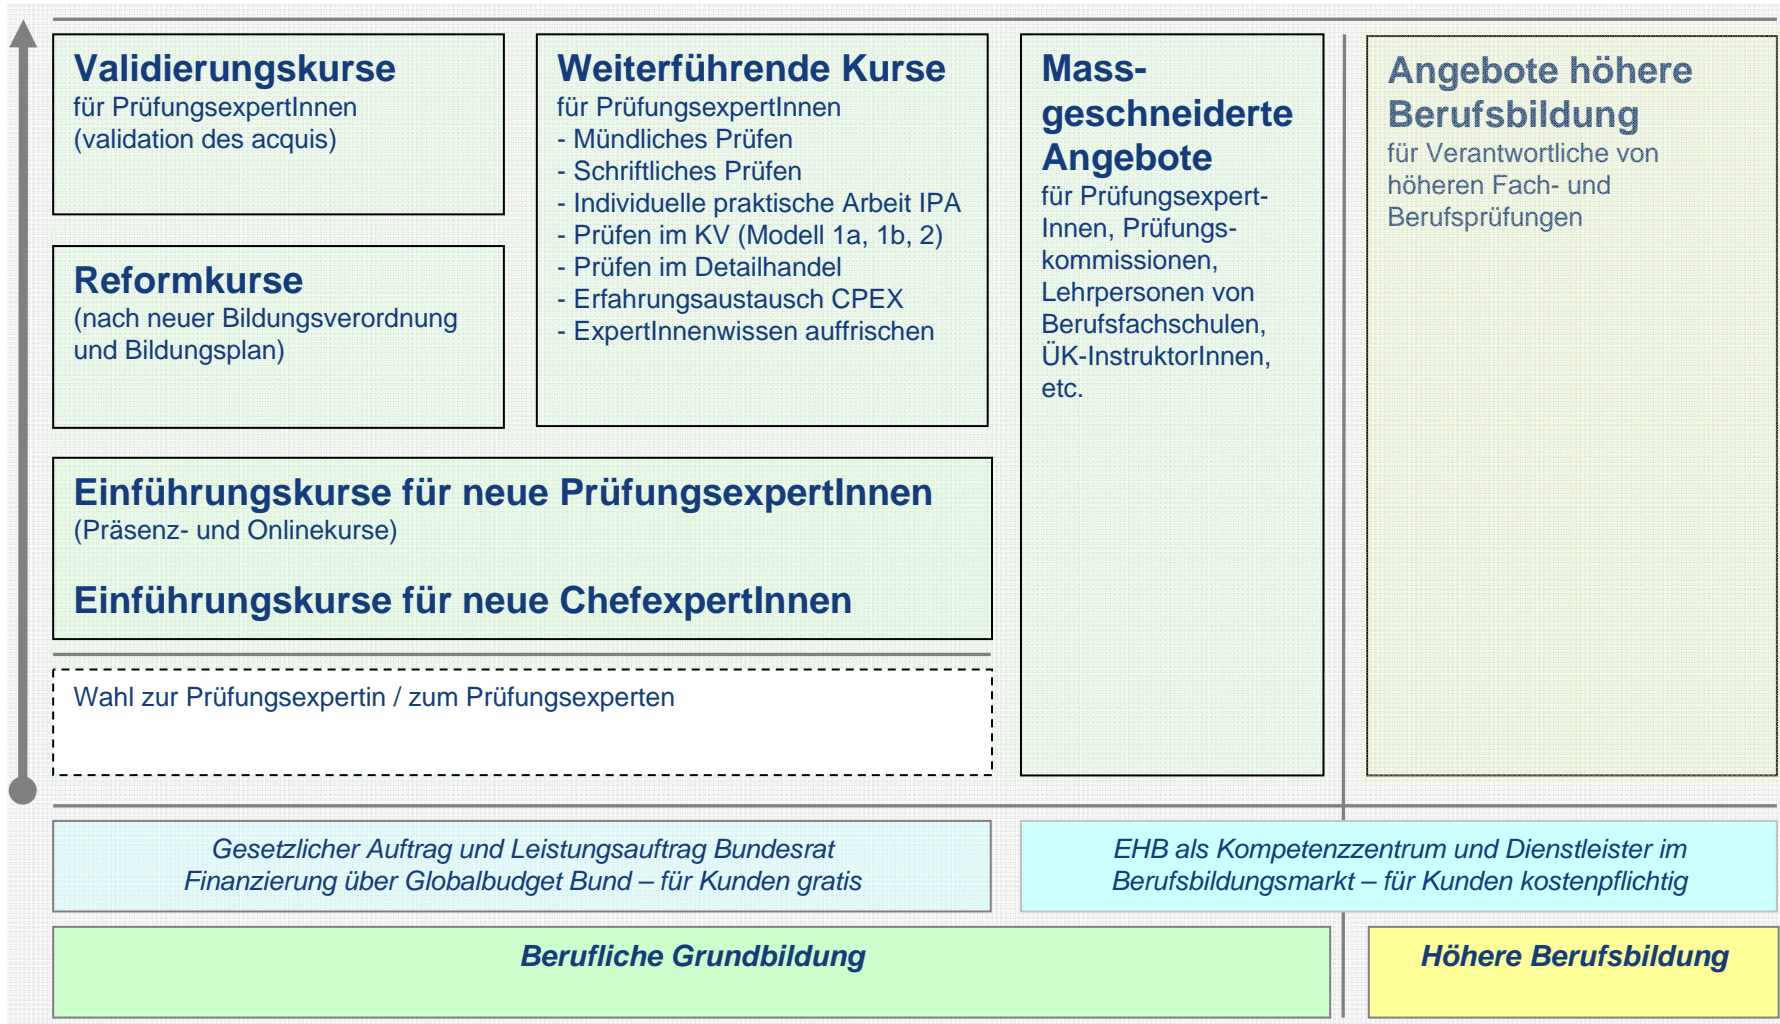 Validierungskurse
für PrüfungsexpertInnen
(validation des acquis)
Reformkurse
(nach neuer Bildungsverordnung
und Bildungsplan)
Weiterführende Kurse
für PrüfungsexpertInnen
- Mündliches Prüfen
- Schriftliches Prüfen
- Individuelle praktische Arbeit IPA
- Prüfen im KV (Modell 1a, 1b, 2)
- Prüfen im Detailhandel
- Erfahrungsaustausch CPEX
- ExpertInnenwissen auffrischen
Mass-
geschneiderte
Angebote
für Prüfungsexpert-
Innen, Prüfungs-
kommissionen,
Lehrpersonen von
Berufsfachschulen,
ÜK-InstruktorInnen,
etc.
Angebote höhere
Berufsbildung
für Verantwortliche von
höheren Fach- und
Berufsprüfungen
Einführungskurse für neue PrüfungsexpertInnen
(Präsenz- und Onlinekurse)
Einführungskurse für neue ChefexpertInnen
Wahl zur Prüfungsexpertin / zum Prüfungsexperten
Gesetzlicher Auftrag und Leistungsauftrag Bundesrat
Finanzierung über Globalbudget Bund – für Kunden gratis
EHB als Kompetenzzentrum und Dienstleister im
Berufsbildungsmarkt – für Kunden kostenpflichtig
Berufliche Grundbildung
Höhere Berufsbildung